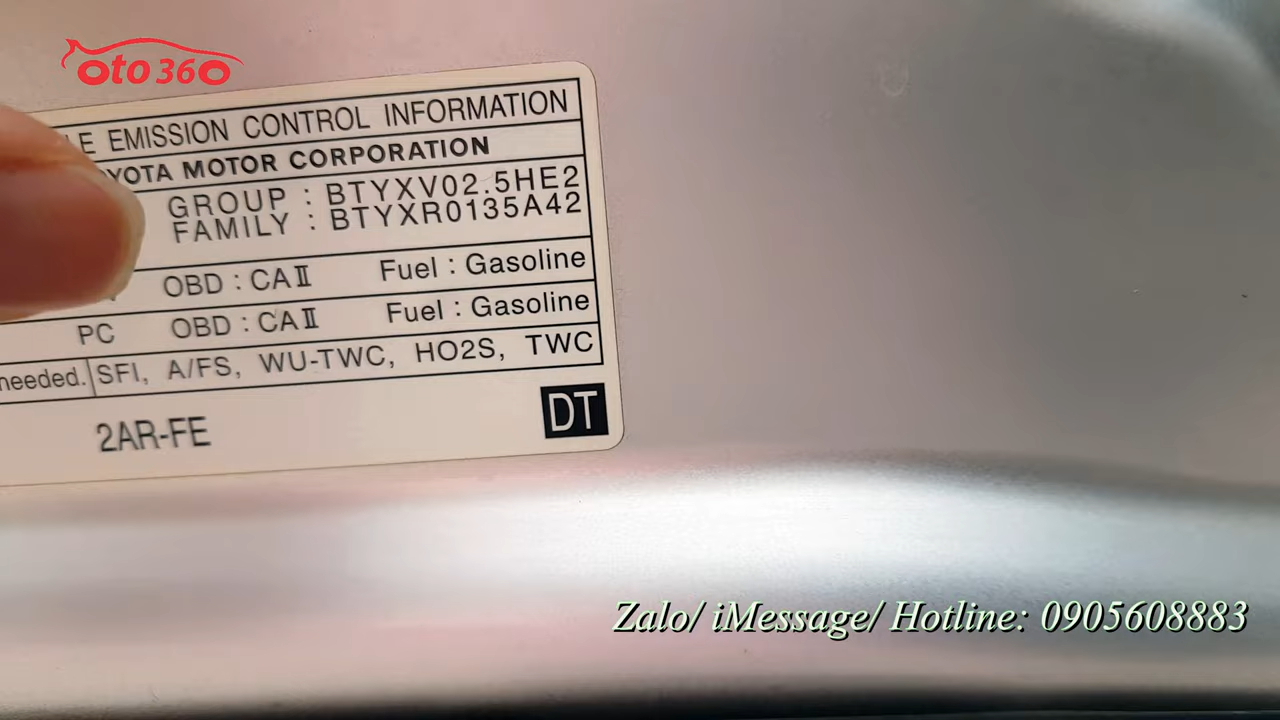 oto360
LE EMISSION CONTROL INFORMATION
YOTA MOTOR CORPORATION
GROUP : BTYXV02.5HE2
FAMILY : BTYXR0135A42
OBD : CAⅡ Fuel : Gasoline
PC OBD : CAⅡ Fuel : Gasoline
needed. SFI, A/FS, WU-TWC, HO2S, TWC
2AR-FE DT
Zalo/ iMessage/ Hotline: 0905608883